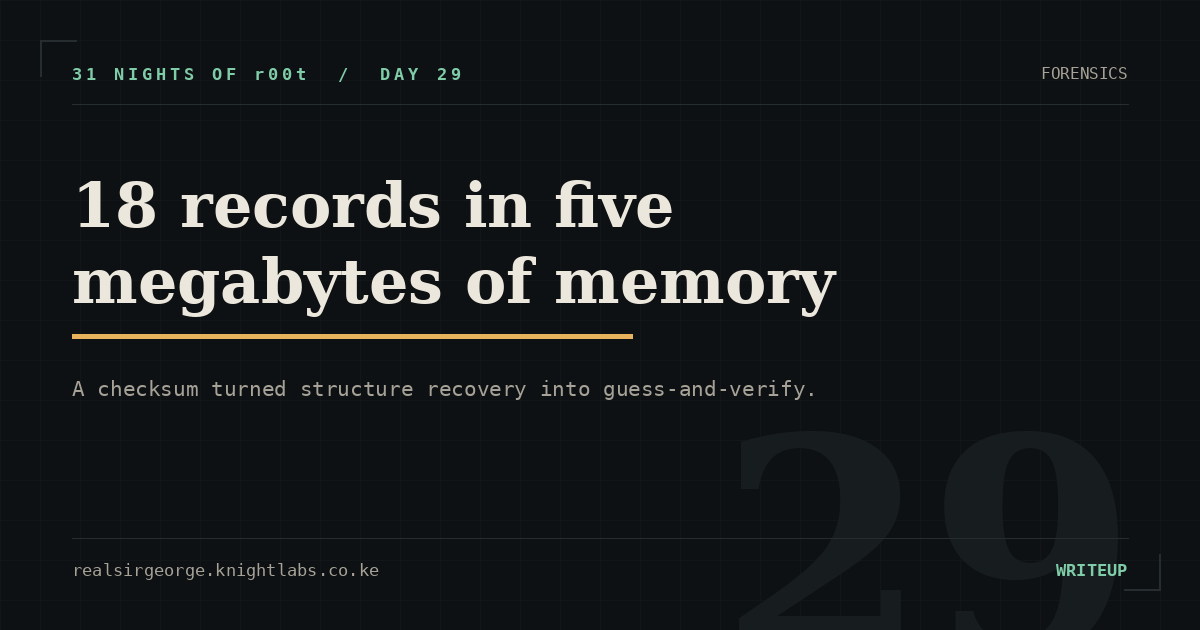 31 NIGHTS OF r00t / DAY 29
FORENSICS
18 records in five
megabytes of memory
A checksum turned structure recovery into guess-and-verify.
29
realsirgeorge.knightlabs.co.ke
WRITEUP